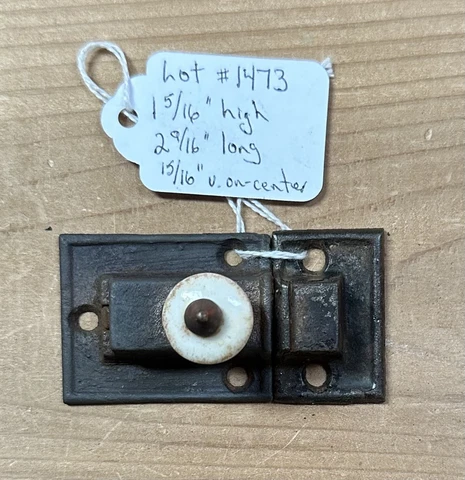 Lot #1473
1 5/16" high
2 9/16" long
15/16" v. on-center